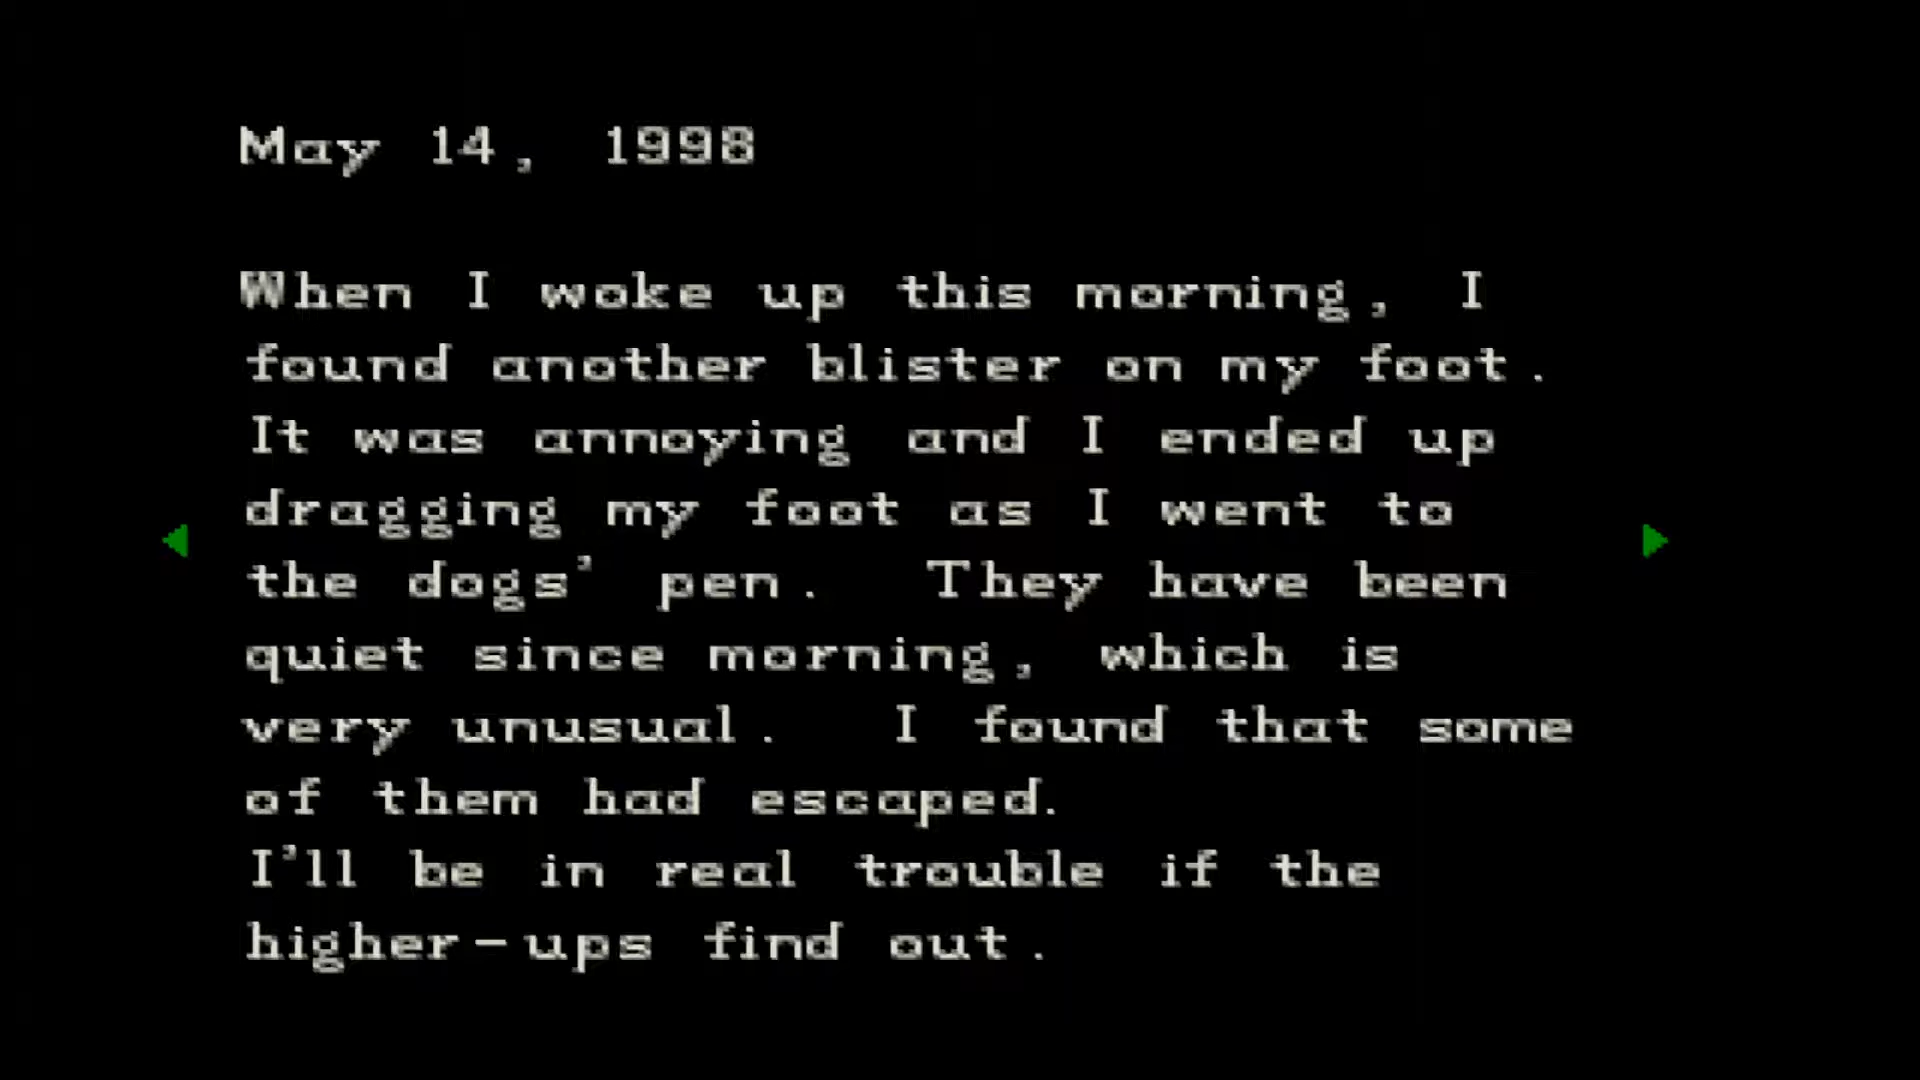 May 14, 1998
When I woke up this morning, I
found another blister on my foot.
It was annoying and I ended up
dragging my foot as I went to
the dogs' pen. They have been
quiet since morning, which is
very unusual. I found that some
of them had escaped.
I'll be in real trouble if the
higher-ups find out.